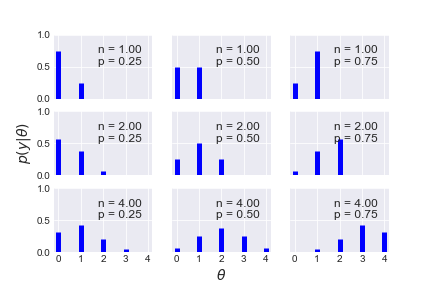 1.0
0.5
0.0
n = 1.00
p = 0.25
n = 1.00
p = 0.50
n = 1.00
p = 0.75
1.0
0.5
0.0
n = 2.00
p = 0.25
n = 2.00
p = 0.50
n = 2.00
p = 0.75
p(y|θ)
1.0
0.5
0.0
n = 4.00
p = 0.25
n = 4.00
p = 0.50
n = 4.00
p = 0.75
0 1 2 3 4
0 1 2 3 4
0 1 2 3 4
θ